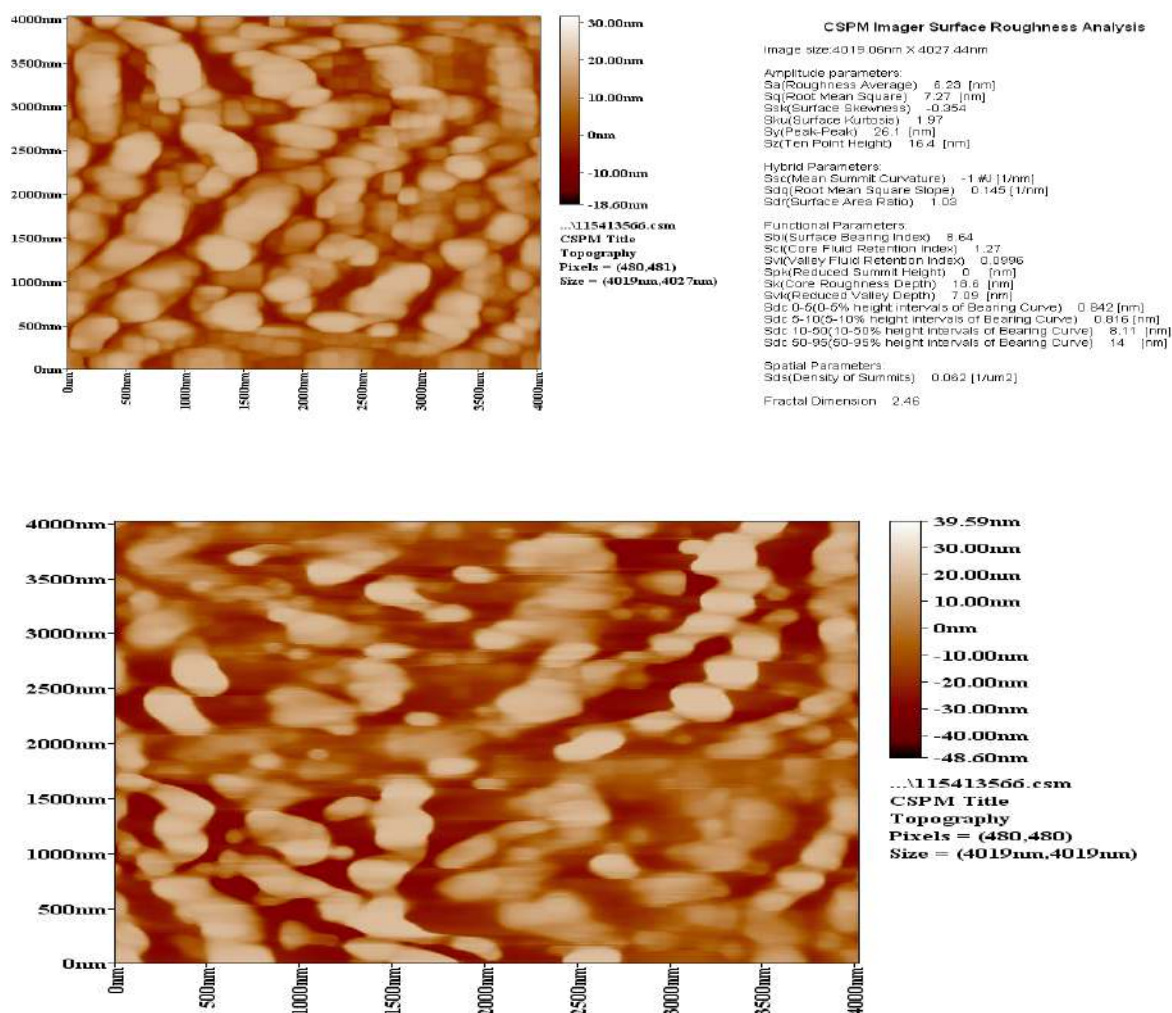 4000nm
3500nm
3000nm
2500nm
2000nm
1500nm
1000nm
500nm
0nm
0nm
500nm
1000nm
1500nm
2000nm
2500nm
3000nm
3500nm
4000nm
30.00nm
20.00nm
10.00nm
0nm
-10.00nm
-18.60nm
...\115413566.csm
CSPM Title
Topography
Pixels = (480,481)
Size = (4019nm,4027nm)
CSPM Imager Surface Roughness Analysis
Image size:4019.06nm X 4027.44nm
Amplitude parameters:
Sa(Roughness Average) 6.23 [nm]
Sq(Root Mean Square) 7.27 [nm]
Ssk(Surface Skewness) -0.354
Sku(Surface Kurtosis) 1.97
Sy(Peak-Peak) 26.1 [nm]
Sz(Ten Point Height) 16.4 [nm]
Hybrid Parameters:
Ssc(Mean Summit Curvature) -1.#J [1/nm]
Sdq(Root Mean Square Slope) 0.145 [1/nm]
Sdr(Surface Area Ratio) 1.03
Functional Parameters:
Sbi(Surface Bearing Index) 8.64
Sci(Core Fluid Retention Index) 1.27
Svi(Valley Fluid Retention Index) 0.0996
Spk(Reduced Summit Height) 0 [nm]
Sk(Core Roughness Depth) 18.6 [nm]
Svk(Reduced Valley Depth) 7.09 [nm]
Sdc 0-5(0-5% height intervals of Bearing Curve) 0.842 [nm]
Sdc 5-10(5-10% height intervals of Bearing Curve) 0.816 [nm]
Sdc 10-50(10-50% height intervals of Bearing Curve) 8.11 [nm]
Sdc 50-95(50-95% height intervals of Bearing Curve) 14 [nm]
Spatial Parameters:
Sds(Density of Summits) 0.062 [1/um2]
Fractal Dimension 2.46
4000nm
3500nm
3000nm
2500nm
2000nm
1500nm
1000nm
500nm
0nm
0nm
500nm
1000nm
1500nm
2000nm
2500nm
3000nm
3500nm
4000nm
39.59nm
30.00nm
20.00nm
10.00nm
0nm
-10.00nm
-20.00nm
-30.00nm
-40.00nm
-48.60nm
...\115413566.csm
CSPM Title
Topography
Pixels = (480,480)
Size = (4019nm,4019nm)